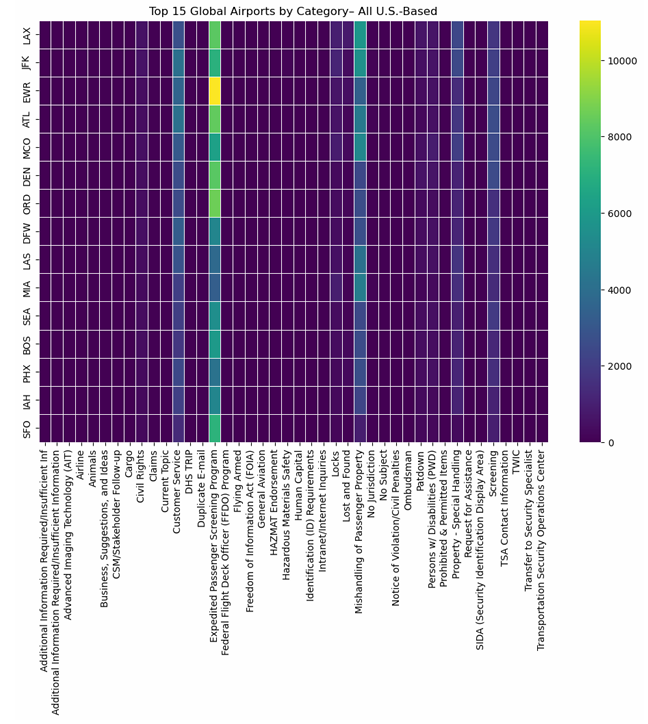 Top 15 Global Airports by Category– All U.S.-Based
LAX
JFK
EWR
ATL
MCO
DEN
ORD
DFW
LAS
MIA
SEA
BOS
PHX
IAH
SFO
10000
8000
6000
4000
2000
0
Additional Information Required/Insufficient Inf
Additional Information Required/Insufficient Information
Advanced Imaging Technology (AIT)
Airline
Animals
Business, Suggestions, and Ideas
CSM/Stakeholder Follow-up
Cargo
Civil Rights
Claims
Current Topic
Customer Service
DHS TRIP
Duplicate E-mail
Expedited Passenger Screening Program
Federal Flight Deck Officer (FFDO) Program
Flying Armed
Freedom of Information Act (FOIA)
General Aviation
HAZMAT Endorsement
Hazardous Materials Safety
Human Capital
Identification (ID) Requirements
Intranet/Internet Inquiries
Locks
Lost and Found
Mishandling of Passenger Property
No Jurisdiction
No Subject
Notice of Violation/Civil Penalties
Ombudsman
Patdown
Persons w/ Disabilities (PWD)
Prohibited & Permitted Items
Property - Special Handling
Request for Assistance
SIDA (Security Identification Display Area)
Screening
TSA Contact Information
TWIC
Transfer to Security Specialist
Transportation Security Operations Center